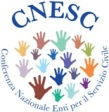 CNESC
Conferenza Nazionale Enti per il Servizio Civile